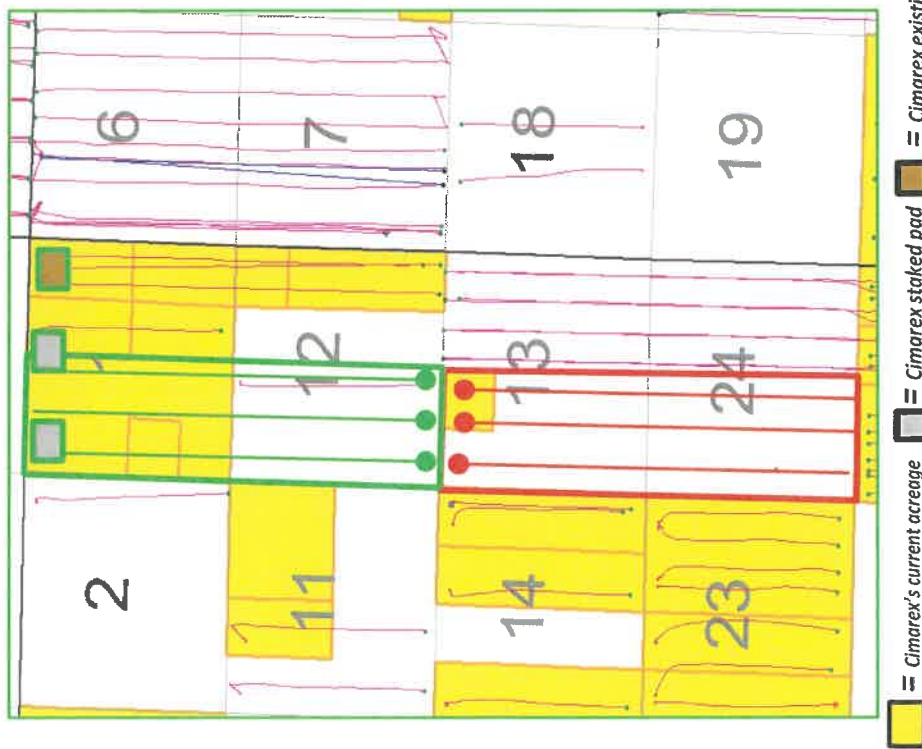 2 6
11 12 7
14 13 18
23 24 19
= Cimarex's current acreage = Cimarex staked pad = Cimarex existi